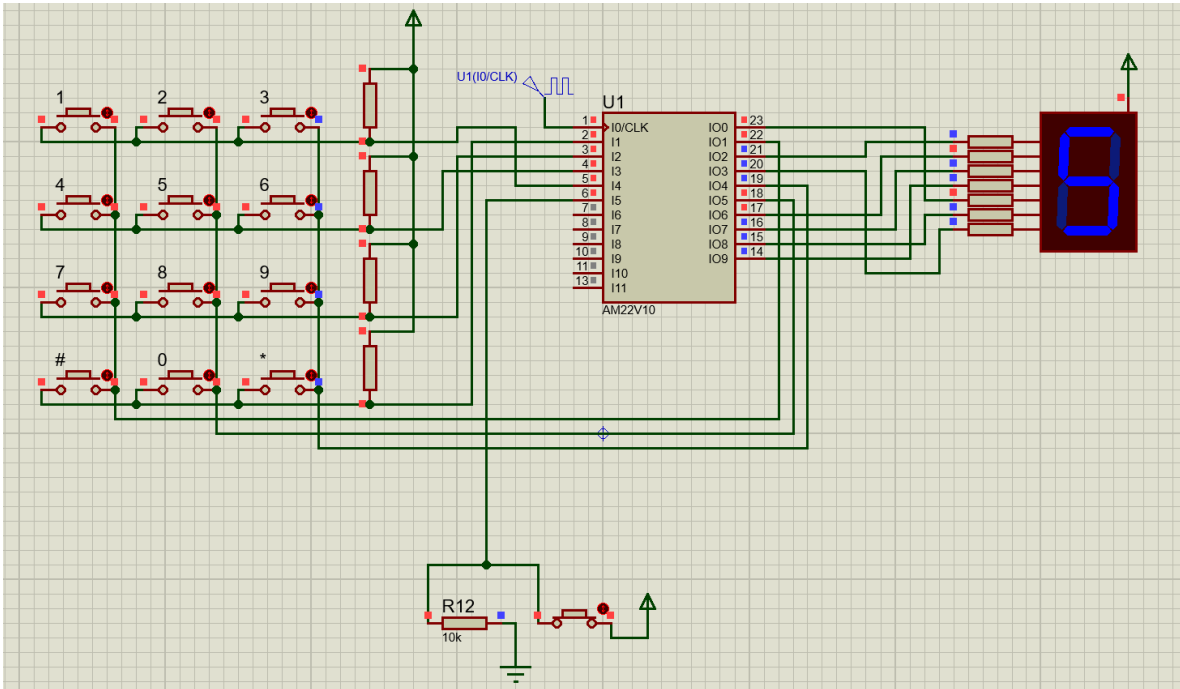 U1(I0/CLK)
1 2 3
4 5 6
7 8 9
# 0 *
U1
1 I0/CLK IO0 23
2 I1 IO1 22
3 I2 IO2 21
4 I3 IO3 20
5 I4 IO4 19
6 I5 IO5 18
7 I6 IO6 17
8 I7 IO7 16
9 I8 IO8 15
10 I9 IO9 14
11 I10
13 I11
AM22V10
R12
10k
5